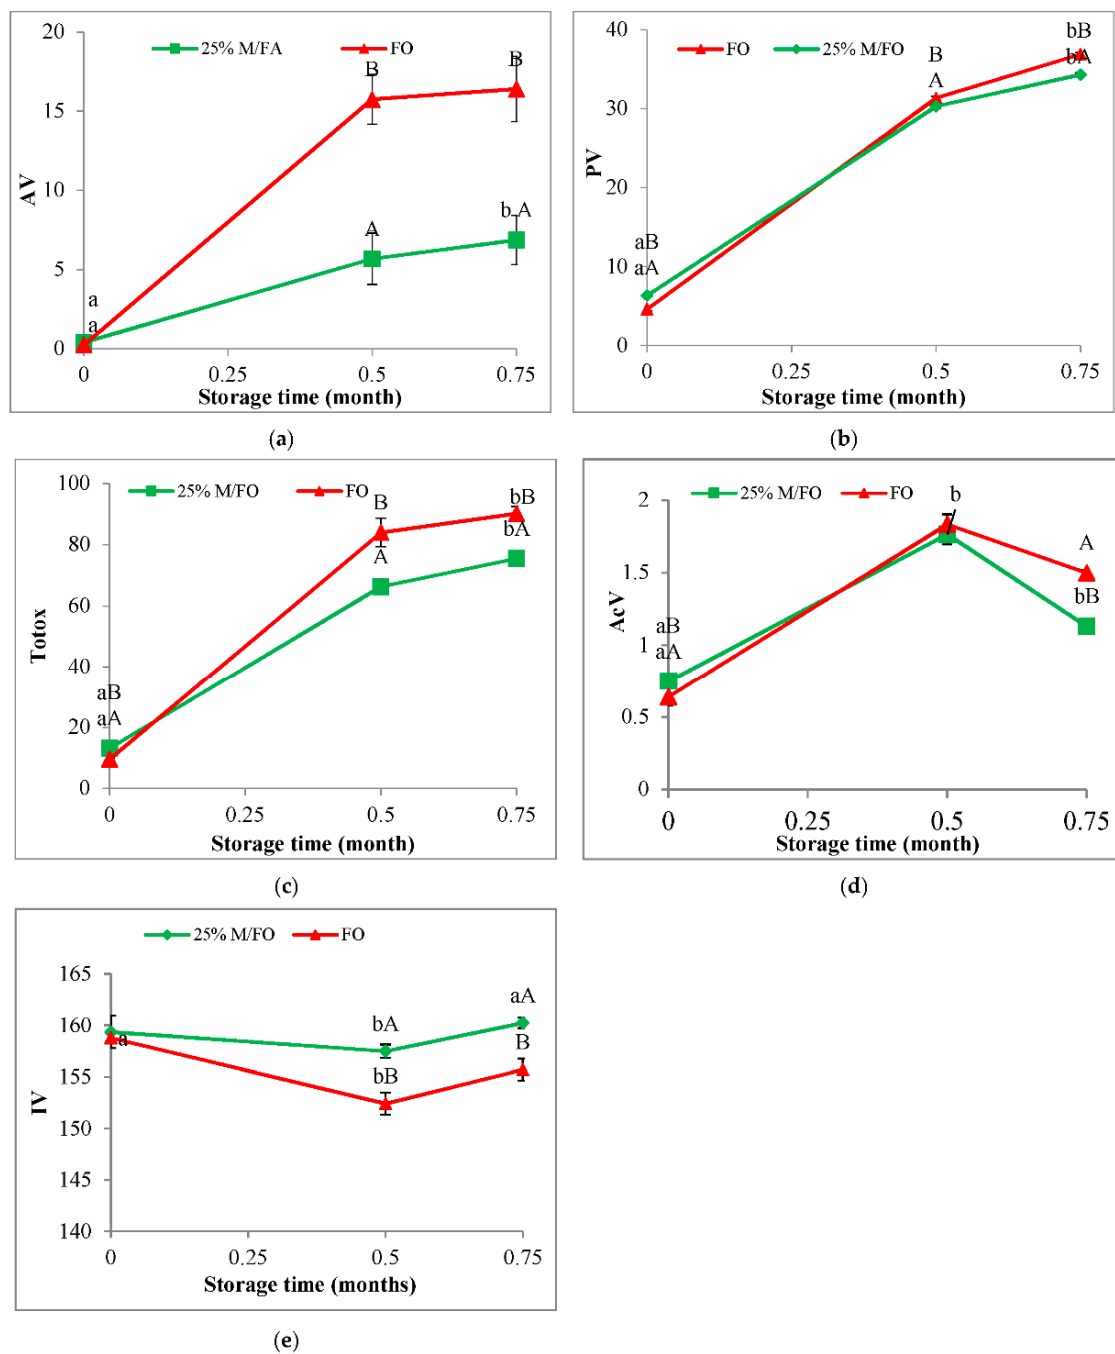 25% M/FA FO
20
15
10
5
0
AV
B
B
A
b A
a
a
0 0.25 0.5 0.75
Storage time (month)
(a)
FO 25% M/FO
40
30
20
10
0
PV
bB
bA
B
A
aB
aA
0 0.25 0.5 0.75
Storage time (month)
(b)
25% M/FO FO
100
80
60
40
20
0
Totox
B
bB
bA
A
aB
aA
0 0.25 0.5 0.75
Storage time (month)
(c)
25% M/FO FO
2
1.5
1
0.5
0
AcV
b
A
bB
aB
aA
0 0.25 0.5 0.75
Storage time (month)
(d)
25% M/FO FO
165
160
155
150
145
140
IV
aA
bA
a
B
bB
0 0.25 0.5 0.75
Storage time (months)
(e)